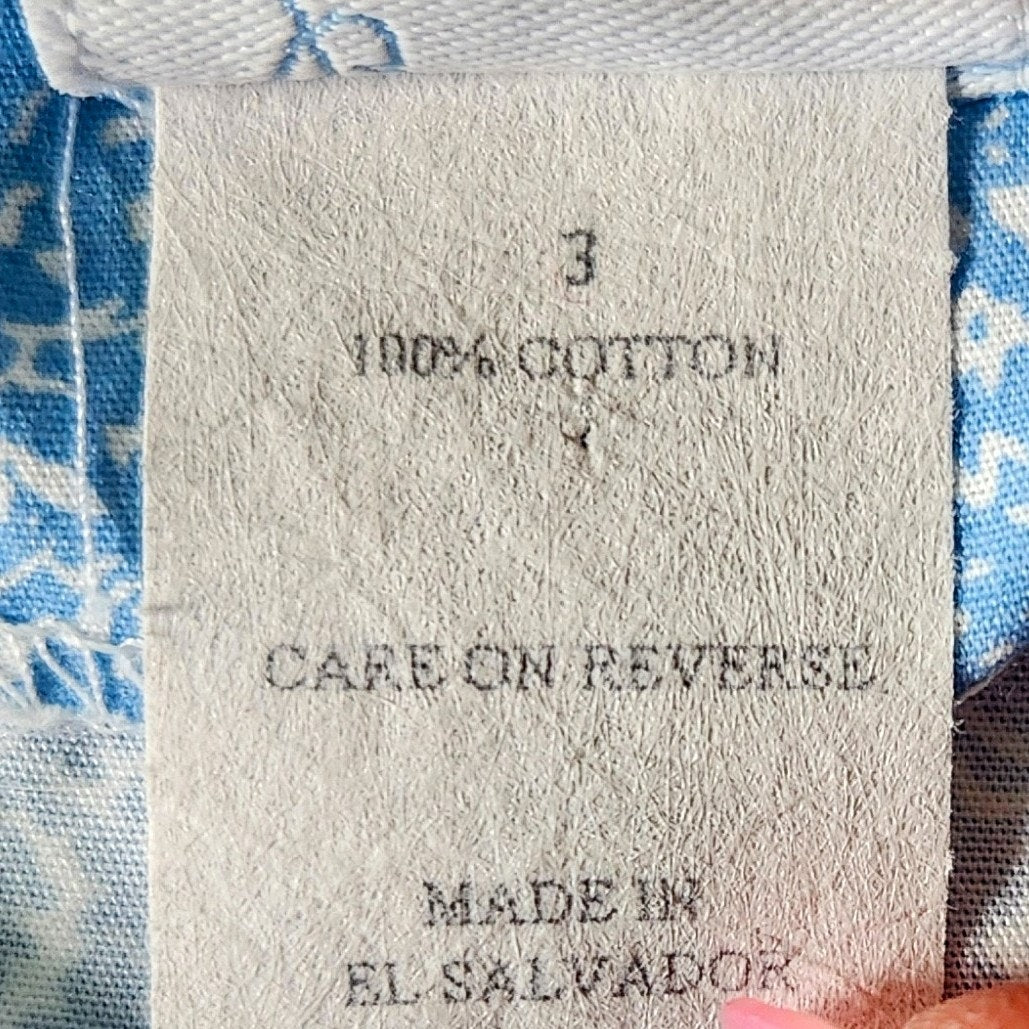 3
100% COTTON
CARE ON REVERSE
MADE IN
EL SALVADOR